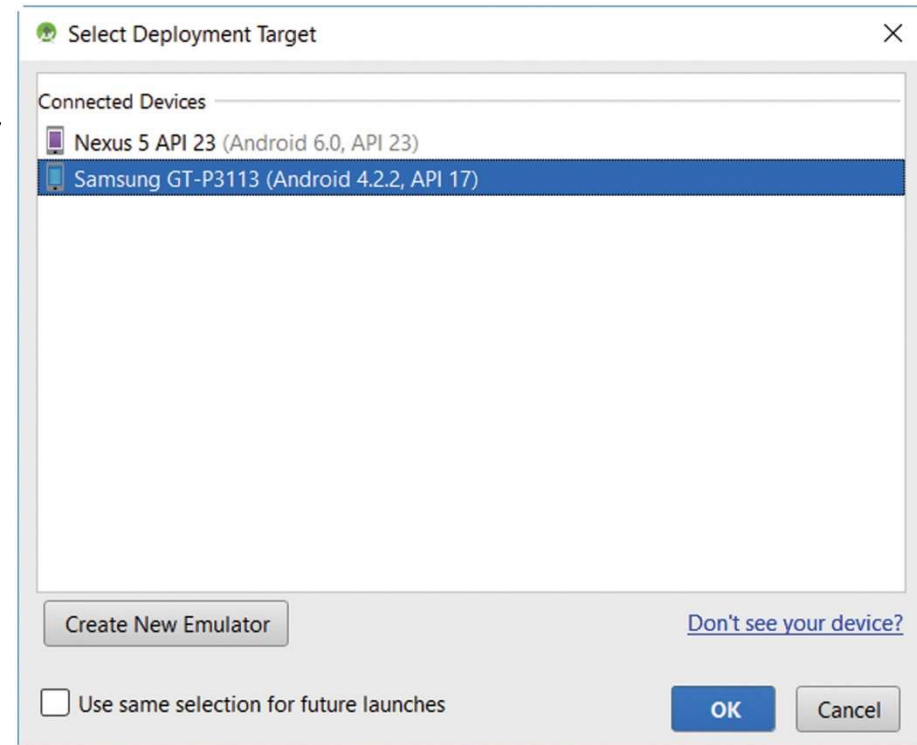 Select Deployment Target
Connected Devices
Nexus 5 API 23 (Android 6.0, API 23)
Samsung GT-P3113 (Android 4.2.2, API 17)
Create New Emulator
Don't see your device?
Use same selection for future launches
OK
Cancel